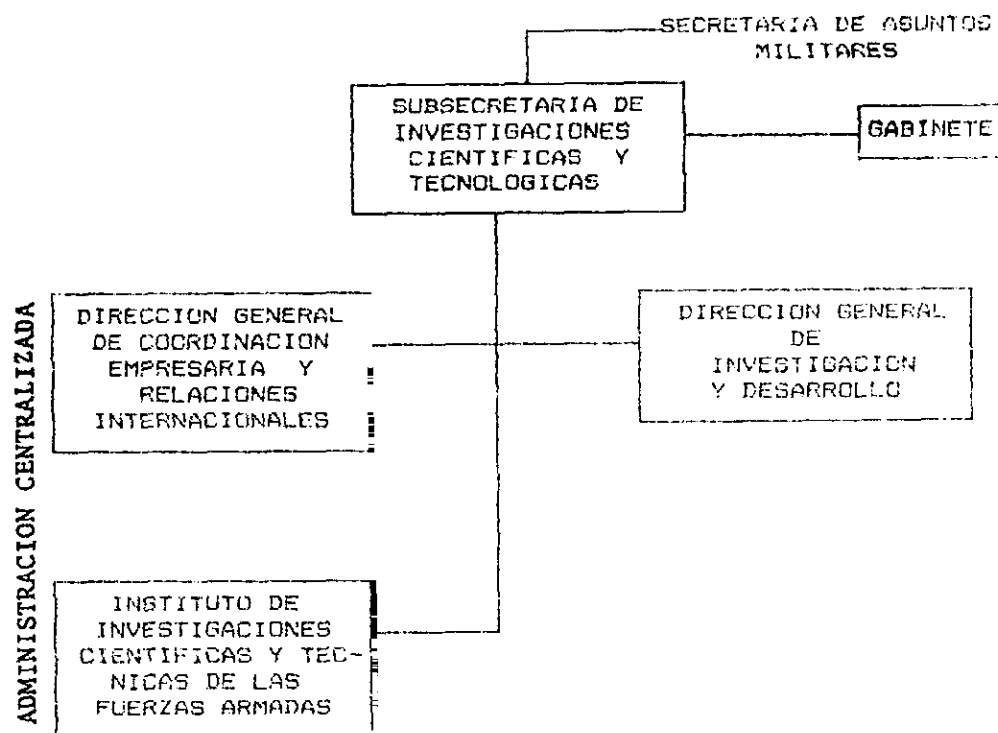 SECRETARIA DE ASUNTOS
MILITARES
SUBSECRETARIA DE
INVESTIGACIONES
CIENTIFICAS Y
TECNOLOGICAS
GABINETE
ADMINISTRACION CENTRALIZADA
DIRECCION GENERAL
DE COORDINACION
EMPRESARIA Y
RELACIONES
INTERNACIONALES
DIRECCION GENERAL
DE
INVESTIGACION
Y DESARROLLO
INSTITUTO DE
INVESTIGACIONES
CIENTIFICAS Y TEC-
NICAS DE LAS
FUERZAS ARMADAS